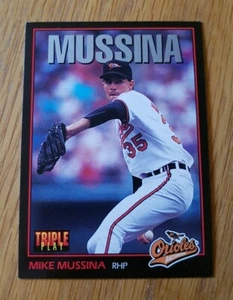 MUSSINA
35
TRIPLE
PLAY
Orioles
MIKE MUSSINA RHP